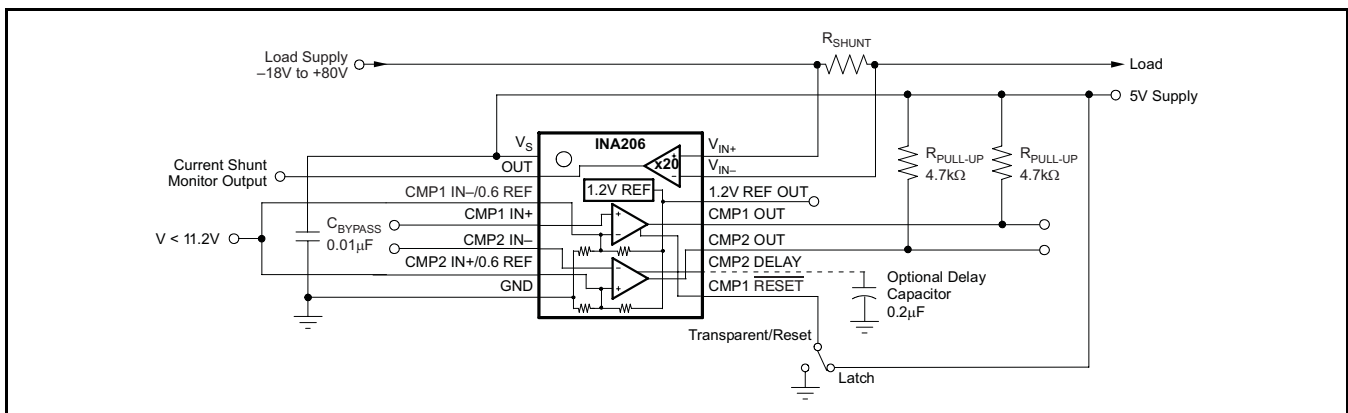 R_SHUNT
Load Supply
–18V to +80V
Load
5V Supply
V_S
INA206
V_IN+
OUT
x20
+
–
V_IN–
Current Shunt
Monitor Output
R_PULL-UP
4.7kΩ
R_PULL-UP
4.7kΩ
CMP1 IN–/0.6 REF
1.2V REF
1.2V REF OUT
CMP1 IN+
+
–
CMP1 OUT
V < 11.2V
C_BYPASS
0.01μF
CMP2 IN–
CMP2 OUT
CMP2 IN+/0.6 REF
–
+
CMP2 DELAY
GND
CMP1 R̅E̅S̅E̅T̅
Optional Delay
Capacitor
0.2μF
Transparent/Reset
Latch